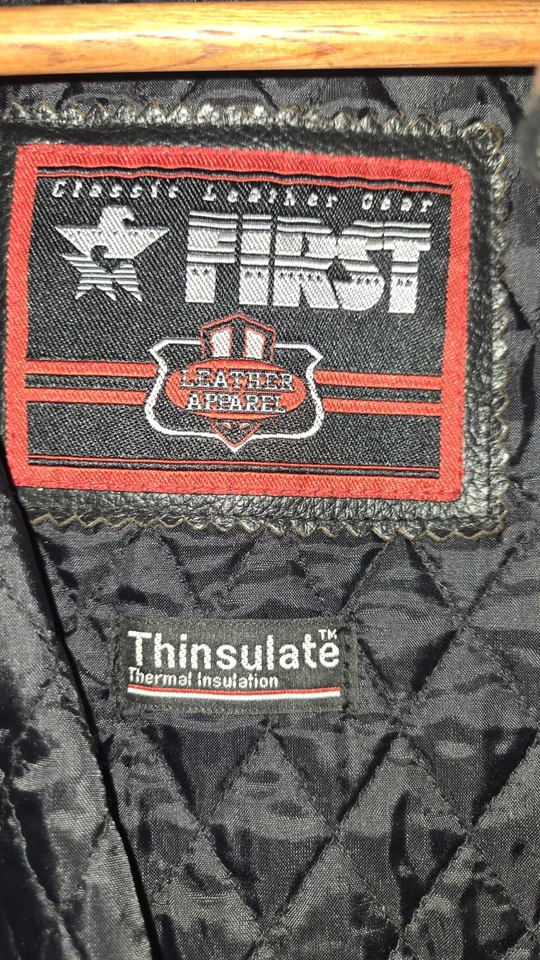 Classic Leather Gear
FIRST
LEATHER
APPAREL
Thinsulate™
Thermal Insulation